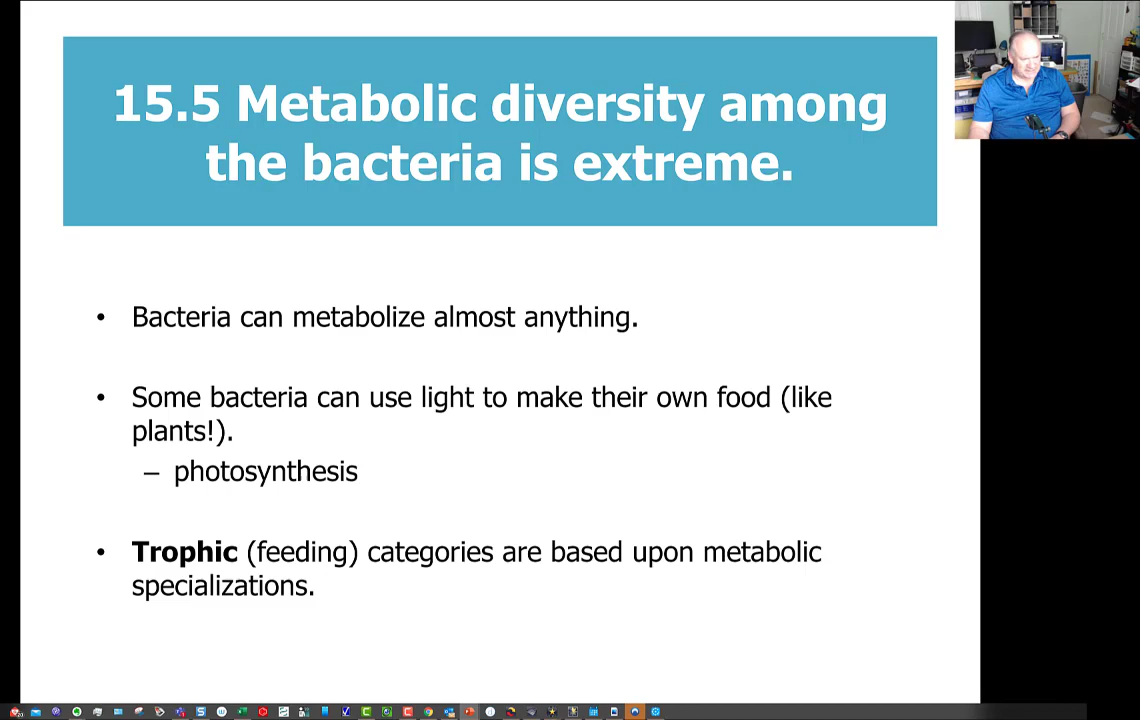 15.5 Metabolic diversity among
the bacteria is extreme.
• Bacteria can metabolize almost anything.
• Some bacteria can use light to make their own food (like
plants!).
– photosynthesis
• Trophic (feeding) categories are based upon metabolic
specializations.